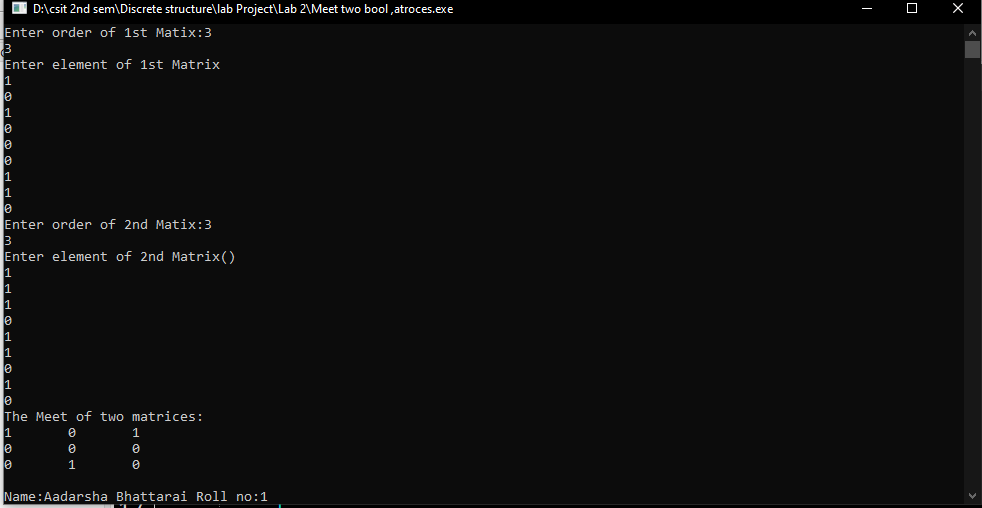 D:\csit 2nd sem\Discrete structure\lab Project\Lab 2\Meet two bool ,atroces.exe
Enter order of 1st Matix:3
3
Enter element of 1st Matrix
1
0
1
0
0
0
1
1
0
Enter order of 2nd Matix:3
3
Enter element of 2nd Matrix()
1
1
1
0
1
1
0
1
0
The Meet of two matrices:
1 0 1
0 0 0
0 1 0
Name:Aadarsha Bhattarai Roll no:1